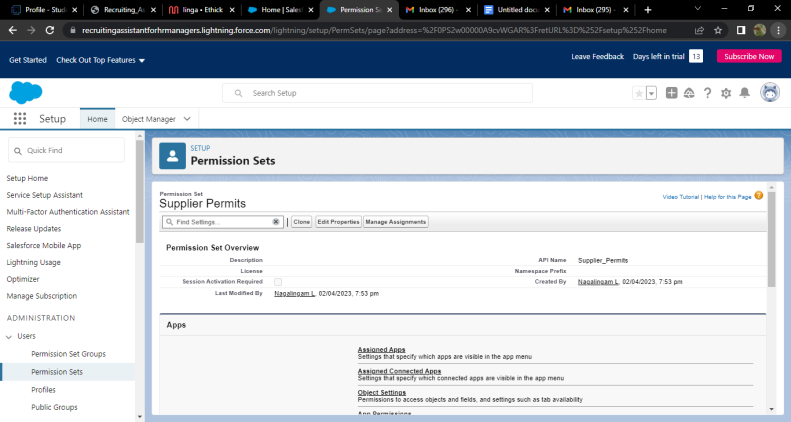 Profile - Stude
Recruiting_As
linga • Ethick
Home | Salesf
Permission Se
Inbox (296) -
Untitled docu
Inbox (295) -
recruitingassistantforhrmanagers.lightning.force.com/lightning/setup/PermSets/page?address=%2F0PS2w00000A9cvWGAR%3FretURL%3D%252Fsetup%252Fhome
Get Started
Check Out Top Features
Leave Feedback
Days left in trial 13
Subscribe Now
Search Setup
Setup
Home
Object Manager
Quick Find
Setup Home
Service Setup Assistant
Multi-Factor Authentication Assistant
Release Updates
Salesforce Mobile App
Lightning Usage
Optimizer
Manage Subscription
ADMINISTRATION
Users
Permission Set Groups
Permission Sets
Profiles
Public Groups
SETUP
Permission Sets
Permission Set
Supplier Permits
Video Tutorial | Help for this Page
Find Settings...
Clone
Edit Properties
Manage Assignments
Permission Set Overview
Description
API Name Supplier_Permits
License
Namespace Prefix
Session Activation Required
Created By Nagalingam L, 02/04/2023, 7:53 pm
Last Modified By Nagalingam L, 02/04/2023, 7:53 pm
Apps
Assigned Apps
Settings that specify which apps are visible in the app menu
Assigned Connected Apps
Settings that specify which connected apps are visible in the app menu
Object Settings
Permissions to access objects and fields, and settings such as tab availability
App Permissions